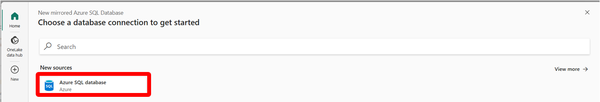 New mirrored Azure SQL Database
Home
Choose a database connection to get started
OneLake
data hub
Search
New
New sources
View more →
SQL
Azure SQL database
Azure